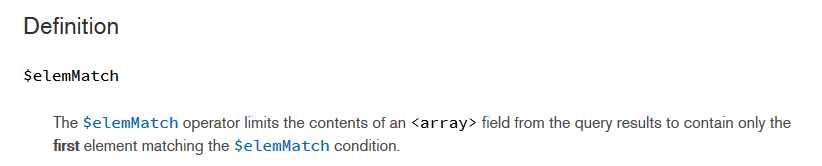 Definition
$elemMatch
The $elemMatch operator limits the contents of an <array> field from the query results to contain only the
first element matching the $elemMatch condition.